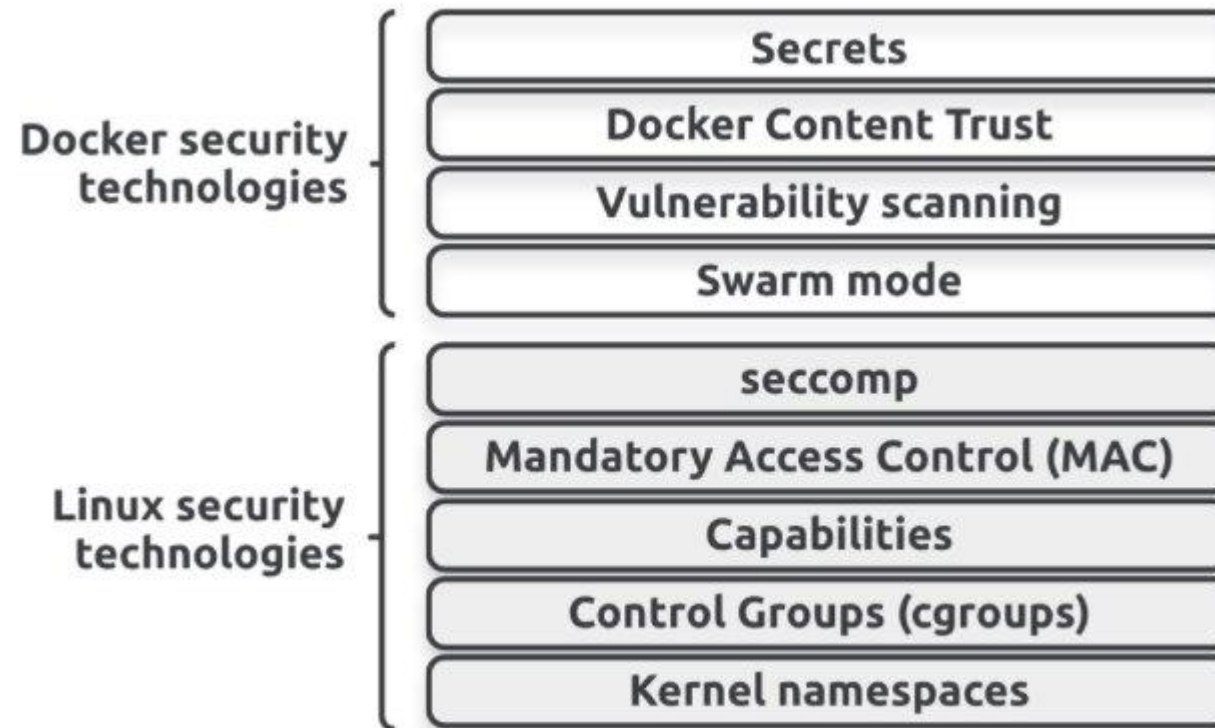 Docker security
technologies
Secrets
Docker Content Trust
Vulnerability scanning
Swarm mode
Linux security
technologies
seccomp
Mandatory Access Control (MAC)
Capabilities
Control Groups (cgroups)
Kernel namespaces